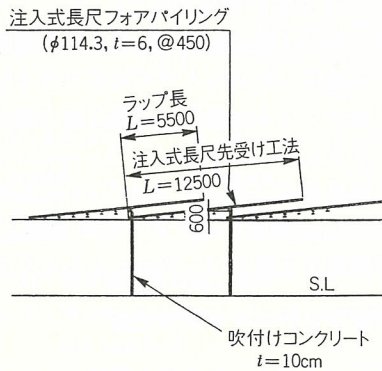 注入式長尺フォアパイリング
(φ114.3, t=6, @450)
ラップ長
L=5500
注入式長尺先受け工法
L=12500
600
S.L
吹付けコンクリート
t=10cm